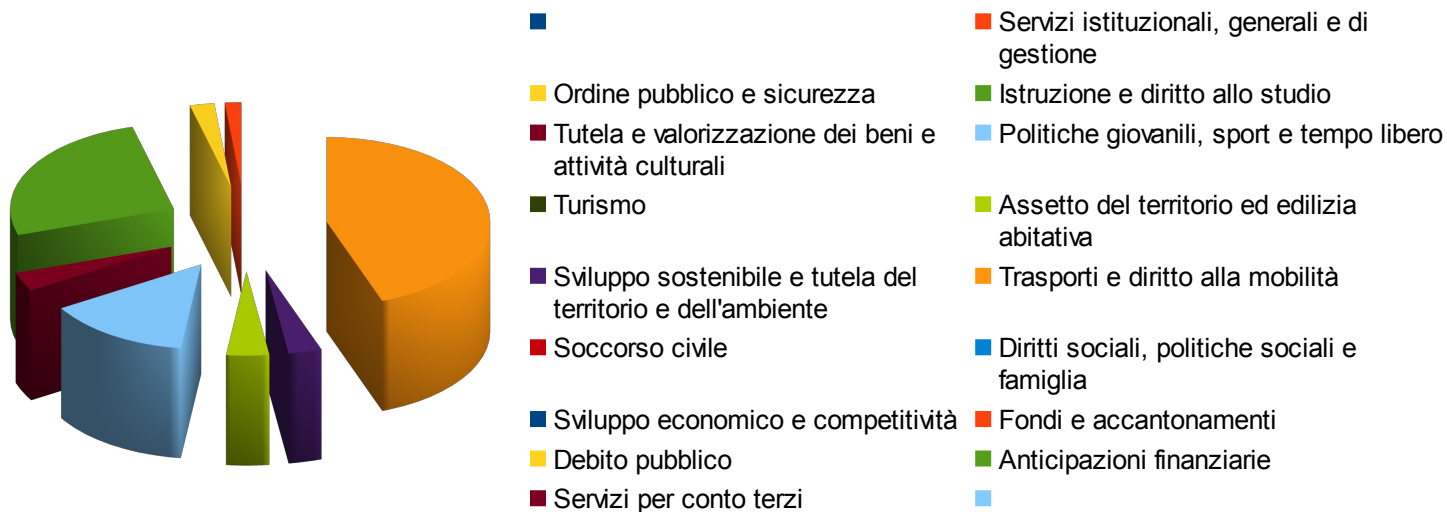 Servizi istituzionali, generali e di
gestione
Ordine pubblico e sicurezza
Istruzione e diritto allo studio
Tutela e valorizzazione dei beni e
attività culturali
Politiche giovanili, sport e tempo libero
Turismo
Assetto del territorio ed edilizia
abitativa
Sviluppo sostenibile e tutela del
territorio e dell'ambiente
Trasporti e diritto alla mobilità
Soccorso civile
Diritti sociali, politiche sociali e
famiglia
Sviluppo economico e competitività
Fondi e accantonamenti
Debito pubblico
Anticipazioni finanziarie
Servizi per conto terzi